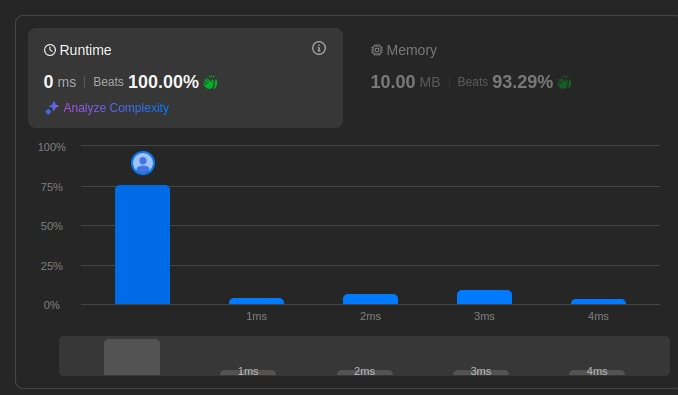 Runtime
0 ms | Beats 100.00%
Analyze Complexity
Memory
10.00 MB | Beats 93.29%
100%
75%
50%
25%
0%
1ms 2ms 3ms 4ms
1ms 2ms 3ms 4ms